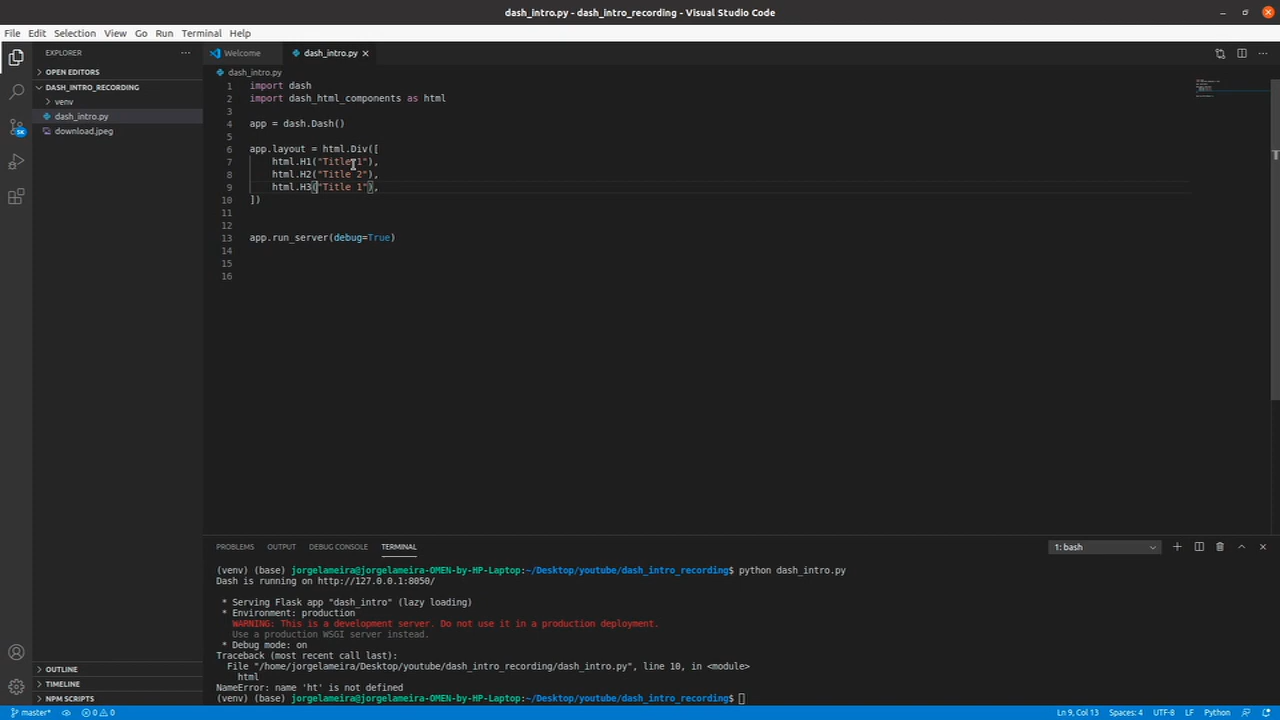 dash_intro.py - dash_intro_recording - Visual Studio Code
File Edit Selection View Go Run Terminal Help
EXPLORER
Welcome
dash_intro.py
OPEN EDITORS
dash_intro.py
DASH_INTRO_RECORDING
venv
dash_intro.py
download.jpeg
1 import dash
2 import dash_html_components as html
3
4 app = dash.Dash()
5
6 app.layout = html.Div([
7 html.H1("Title 1"),
8 html.H2("Title 2"),
9 html.H3("Title 1"),
10 ])
11
12
13 app.run_server(debug=True)
14
15
16
PROBLEMS OUTPUT DEBUG CONSOLE TERMINAL
1: bash
(venv) (base) jorgelameira@jorgelameira-OMEN-by-HP-Laptop:~/Desktop/youtube/dash_intro_recording$ python dash_intro.py
Dash is running on http://127.0.0.1:8050/
* Serving Flask app "dash_intro" (lazy loading)
* Environment: production
WARNING: This is a development server. Do not use it in a production deployment.
Use a production WSGI server instead.
* Debug mode: on
Traceback (most recent call last):
File "/home/jorgelameira/Desktop/youtube/dash_intro_recording/dash_intro.py", line 10, in <module>
html
NameError: name 'ht' is not defined
(venv) (base) jorgelameira@jorgelameira-OMEN-by-HP-Laptop:~/Desktop/youtube/dash_intro_recording$
OUTLINE
TIMELINE
NPM SCRIPTS
master* 0 0
Ln 9, Col 13 Spaces: 4 UTF-8 LF Python